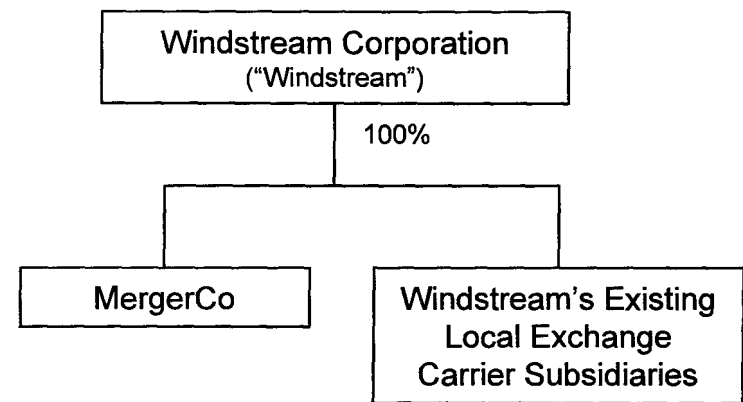 Windstream Corporation
("Windstream")
100%
MergerCo
Windstream's Existing
Local Exchange
Carrier Subsidiaries